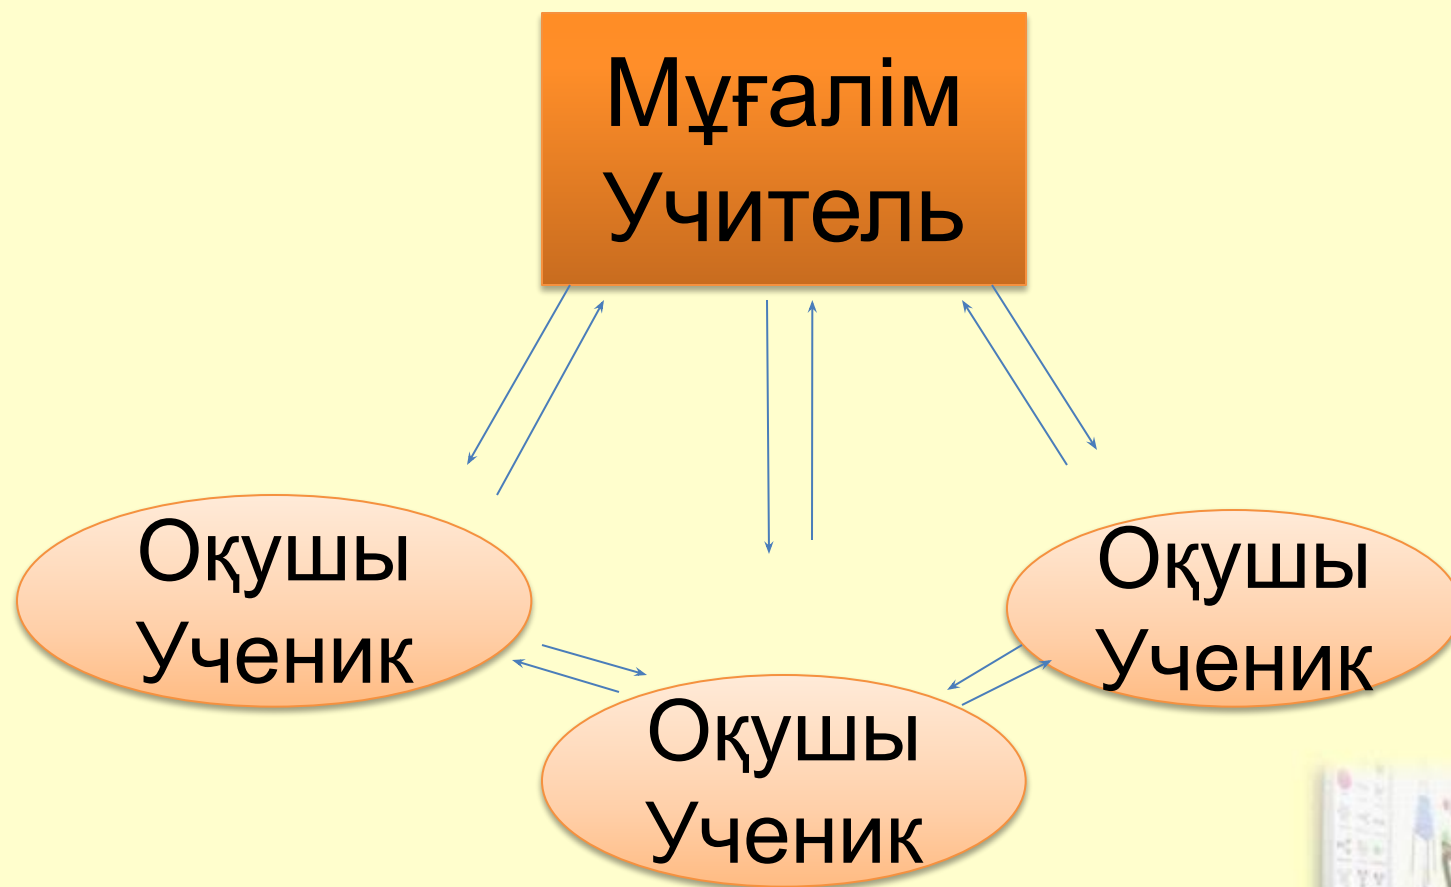 Мұғалім
Учитель
Оқушы
Ученик
Оқушы
Ученик
Оқушы
Ученик